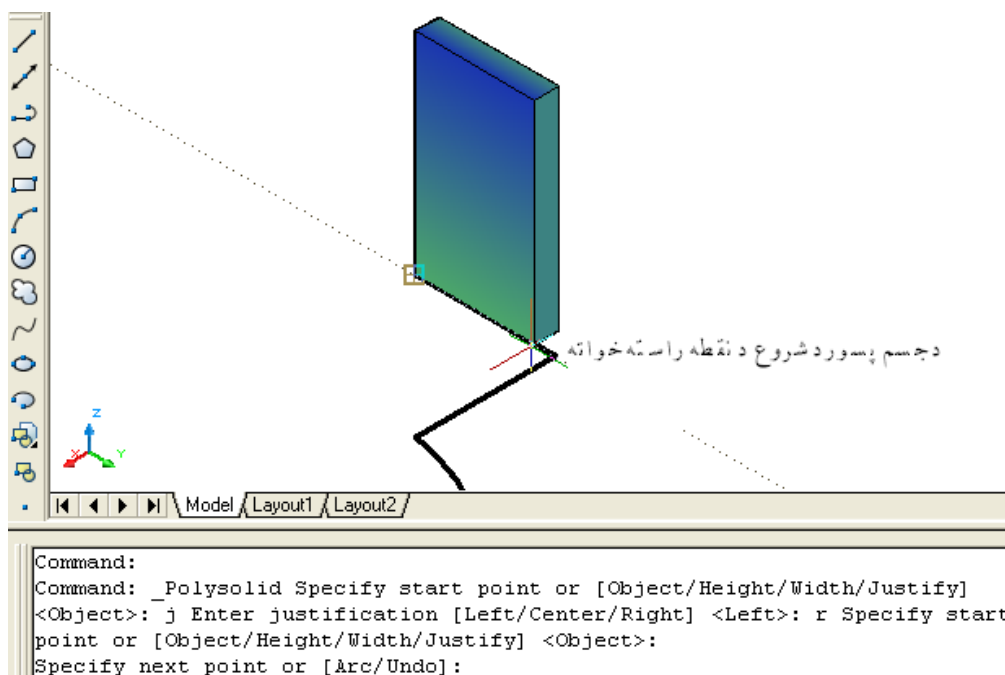 دجسم پسورد شروع د نقطه راسته خواته
Z
X
Y
Model Layout1 Layout2
Command:
Command: _Polysolid Specify start point or [Object/Height/Width/Justify]
<Object>: j Enter justification [Left/Center/Right] <Left>: r Specify start
point or [Object/Height/Width/Justify] <Object>:
Specify next point or [Arc/Undo]: